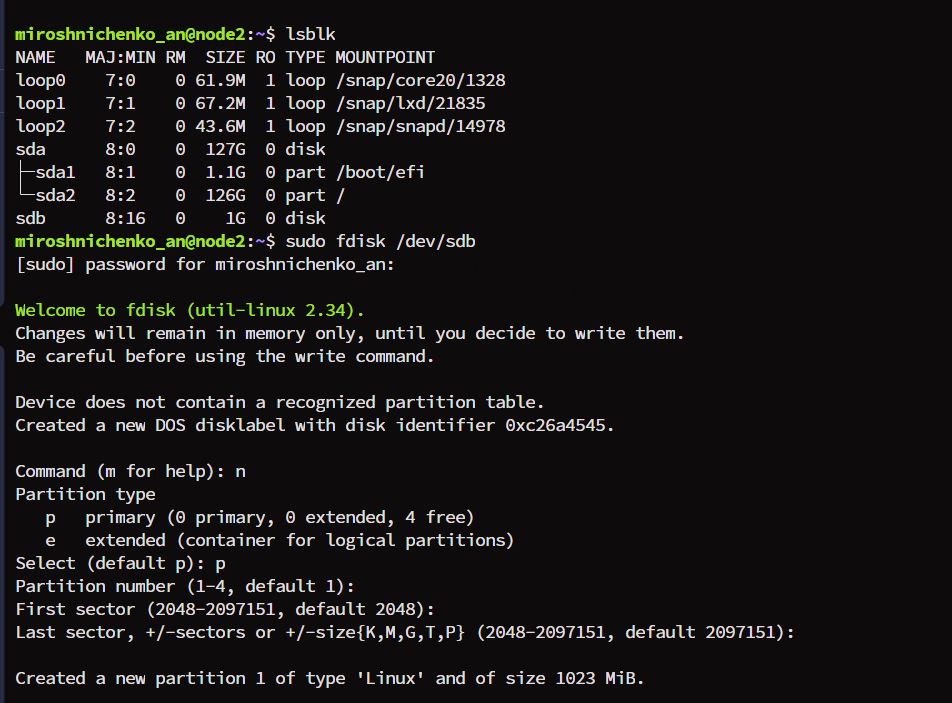 miroshnichenko_an@node2:~$ lsblk
NAME   MAJ:MIN RM  SIZE RO TYPE MOUNTPOINT
loop0    7:0    0 61.9M  1 loop /snap/core20/1328
loop1    7:1    0 67.2M  1 loop /snap/lxd/21835
loop2    7:2    0 43.6M  1 loop /snap/snapd/14978
sda      8:0    0  127G  0 disk
├─sda1   8:1    0  1.1G  0 part /boot/efi
└─sda2   8:2    0  126G  0 part /
sdb      8:16   0    1G  0 disk
miroshnichenko_an@node2:~$ sudo fdisk /dev/sdb
[sudo] password for miroshnichenko_an:

Welcome to fdisk (util-linux 2.34).
Changes will remain in memory only, until you decide to write them.
Be careful before using the write command.

Device does not contain a recognized partition table.
Created a new DOS disklabel with disk identifier 0xc26a4545.

Command (m for help): n
Partition type
   p   primary (0 primary, 0 extended, 4 free)
   e   extended (container for logical partitions)
Select (default p): p
Partition number (1-4, default 1):
First sector (2048-2097151, default 2048):
Last sector, +/-sectors or +/-size{K,M,G,T,P} (2048-2097151, default 2097151):

Created a new partition 1 of type 'Linux' and of size 1023 MiB.